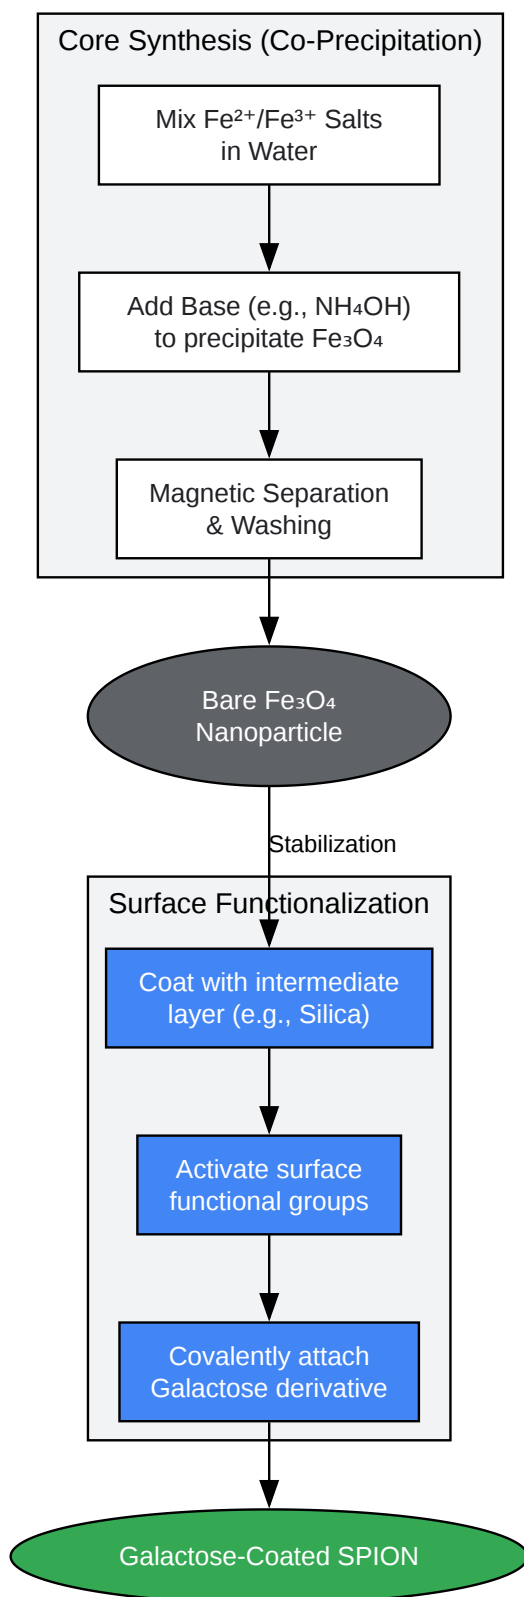 Core Synthesis (Co-Precipitation)
Mix Fe²⁺/Fe³⁺ Salts
in Water
Add Base (e.g., NH₄OH)
to precipitate Fe₃O₄
Magnetic Separation
& Washing
Bare Fe₃O₄
Nanoparticle
Stabilization
Surface Functionalization
Coat with intermediate
layer (e.g., Silica)
Activate surface
functional groups
Covalently attach
Galactose derivative
Galactose-Coated SPION